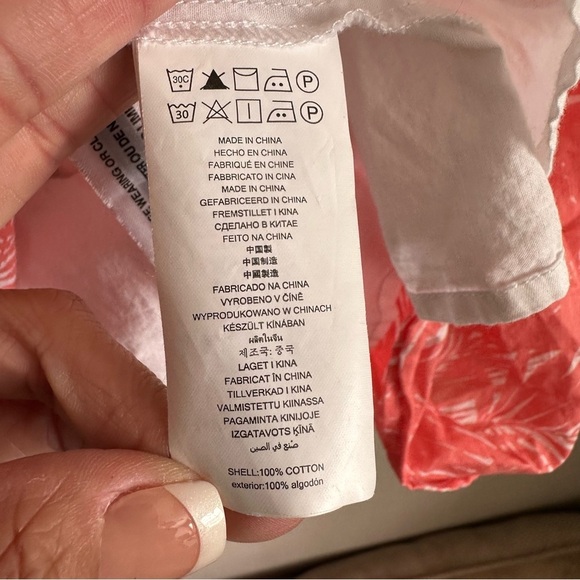 30C P
30 P
MADE IN CHINA
HECHO EN CHINA
FABRIQUÉ EN CHINE
FABBRICATO IN CINA
MADE IN CHINA
GEFABRICEERD IN CHINA
FREMSTILLET I KINA
СДЕЛАНО В КИТАЕ
FEITO NA CHINA
中国製
中国制造
中國製造
FABRICADO NA CHINA
VYROBENO V ČÍNĚ
WYPRODUKOWANO W CHINACH
KÉSZÜLT KÍNÁBAN
ผลิตในจีน
제조국: 중국
LAGET I KINA
FABRICAT ÎN CHINA
TILLVERKAD I KINA
VALMISTETTU KIINASSA
PAGAMINTA KINIJOJE
IZGATAVOTS ĶĪNĀ
صنع في الصين
SHELL:100% COTTON
exterior:100% algodón
E WEARING OR CL